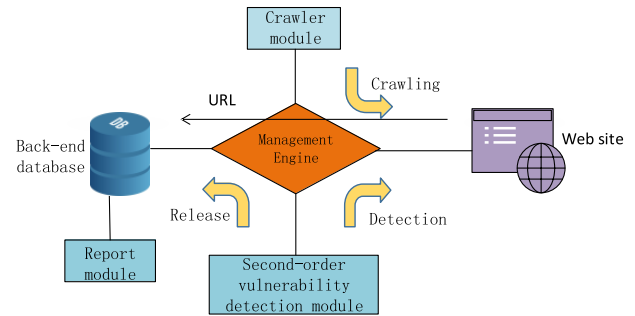 Crawler
module
Crawling
URL
DB
Management
Engine
Web site
Back-end
database
Release
Detection
Report
module
Second-order
vulnerability
detection module